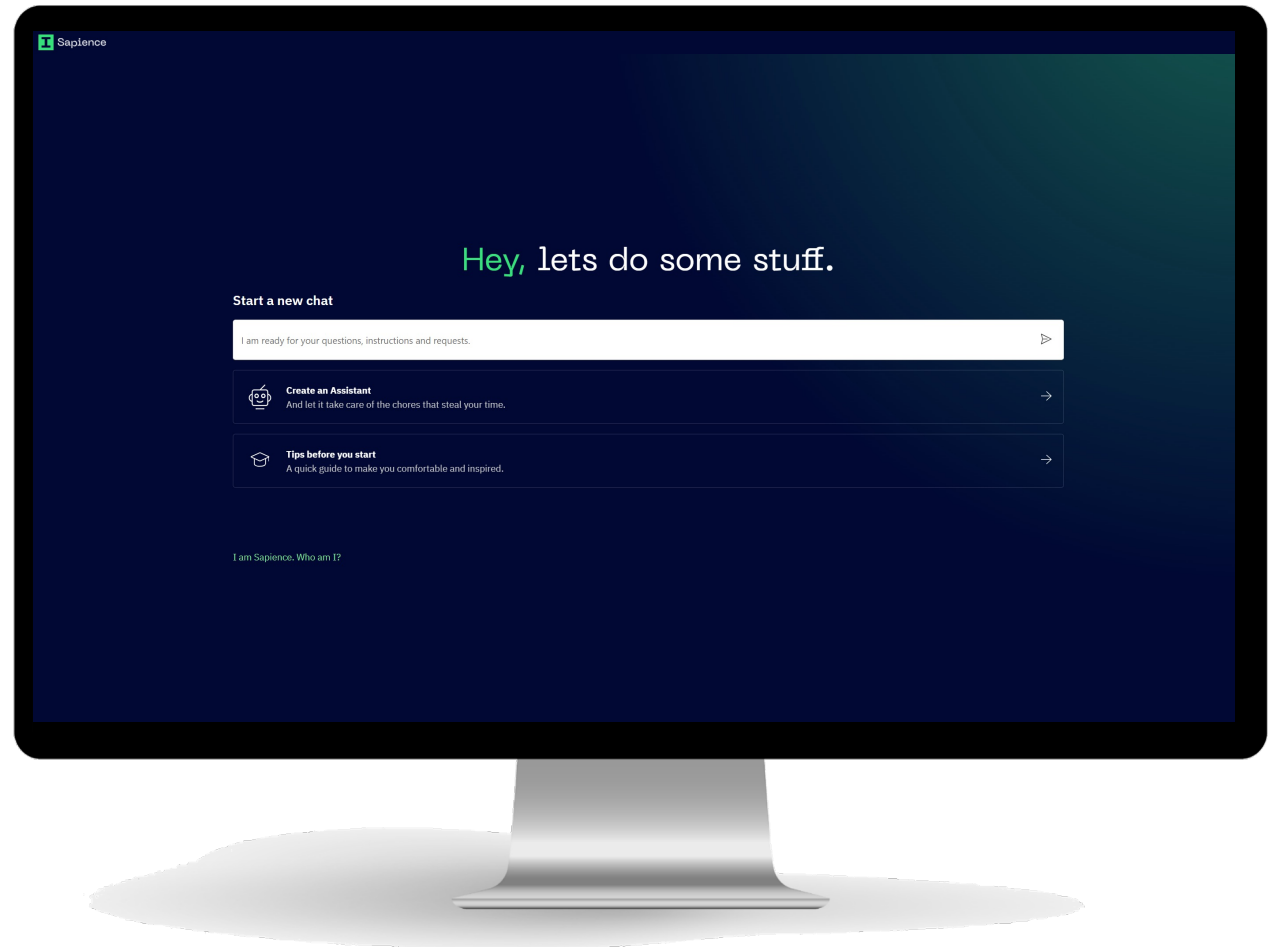 Sapience
Hey, lets do some stuff.
Start a new chat
I am ready for your questions, instructions and requests.
Create an Assistant
And let it take care of the chores that steal your time.
Tips before you start
A quick guide to make you comfortable and inspired.
I am Sapience. Who am I?